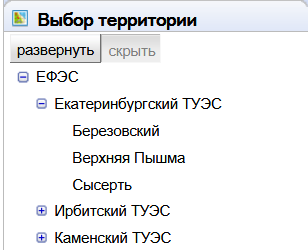 Выбор территории
развернуть скрыть
ЕФЭС
Екатеринбургский ТУЭС
Березовский
Верхняя Пышма
Сысерть
Ирбитский ТУЭС
Каменский ТУЭС